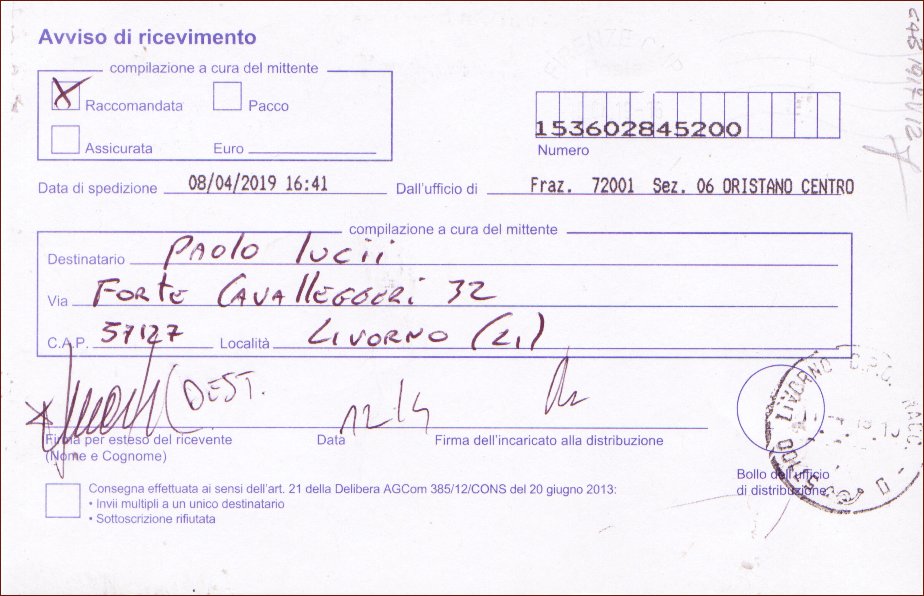 Avviso di ricevimento
compilazione a cura del mittente
Raccomandata Pacco
Assicurata Euro
153602845200
Numero
Data di spedizione 08/04/2019 16:41 Dall'ufficio di Fraz. 72001 Sez. 06 ORISTANO CENTRO
compilazione a cura del mittente
Destinatario PAOLO lucii
Via FORTE CAVALLEGGERI 32
C.A.P. 57127 Località LIVORNO (LI)
DEST. 12/4
Firma per esteso del ricevente Data Firma dell'incaricato alla distribuzione
(Nome e Cognome)
Bollo dell'ufficio
di distribuzione
LIVORNO C.P.O.
57100
Consegna effettuata ai sensi dell'art. 21 della Delibera AGCom 385/12/CONS del 20 giugno 2013:
• Invii multipli a un unico destinatario
• Sottoscrizione rifiutata